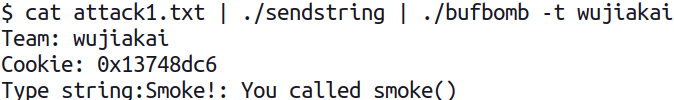 $ cat attack1.txt | ./sendstring | ./bufbomb -t wujiakai
Team: wujiakai
Cookie: 0x13748dc6
Type string:Smoke!: You called smoke()